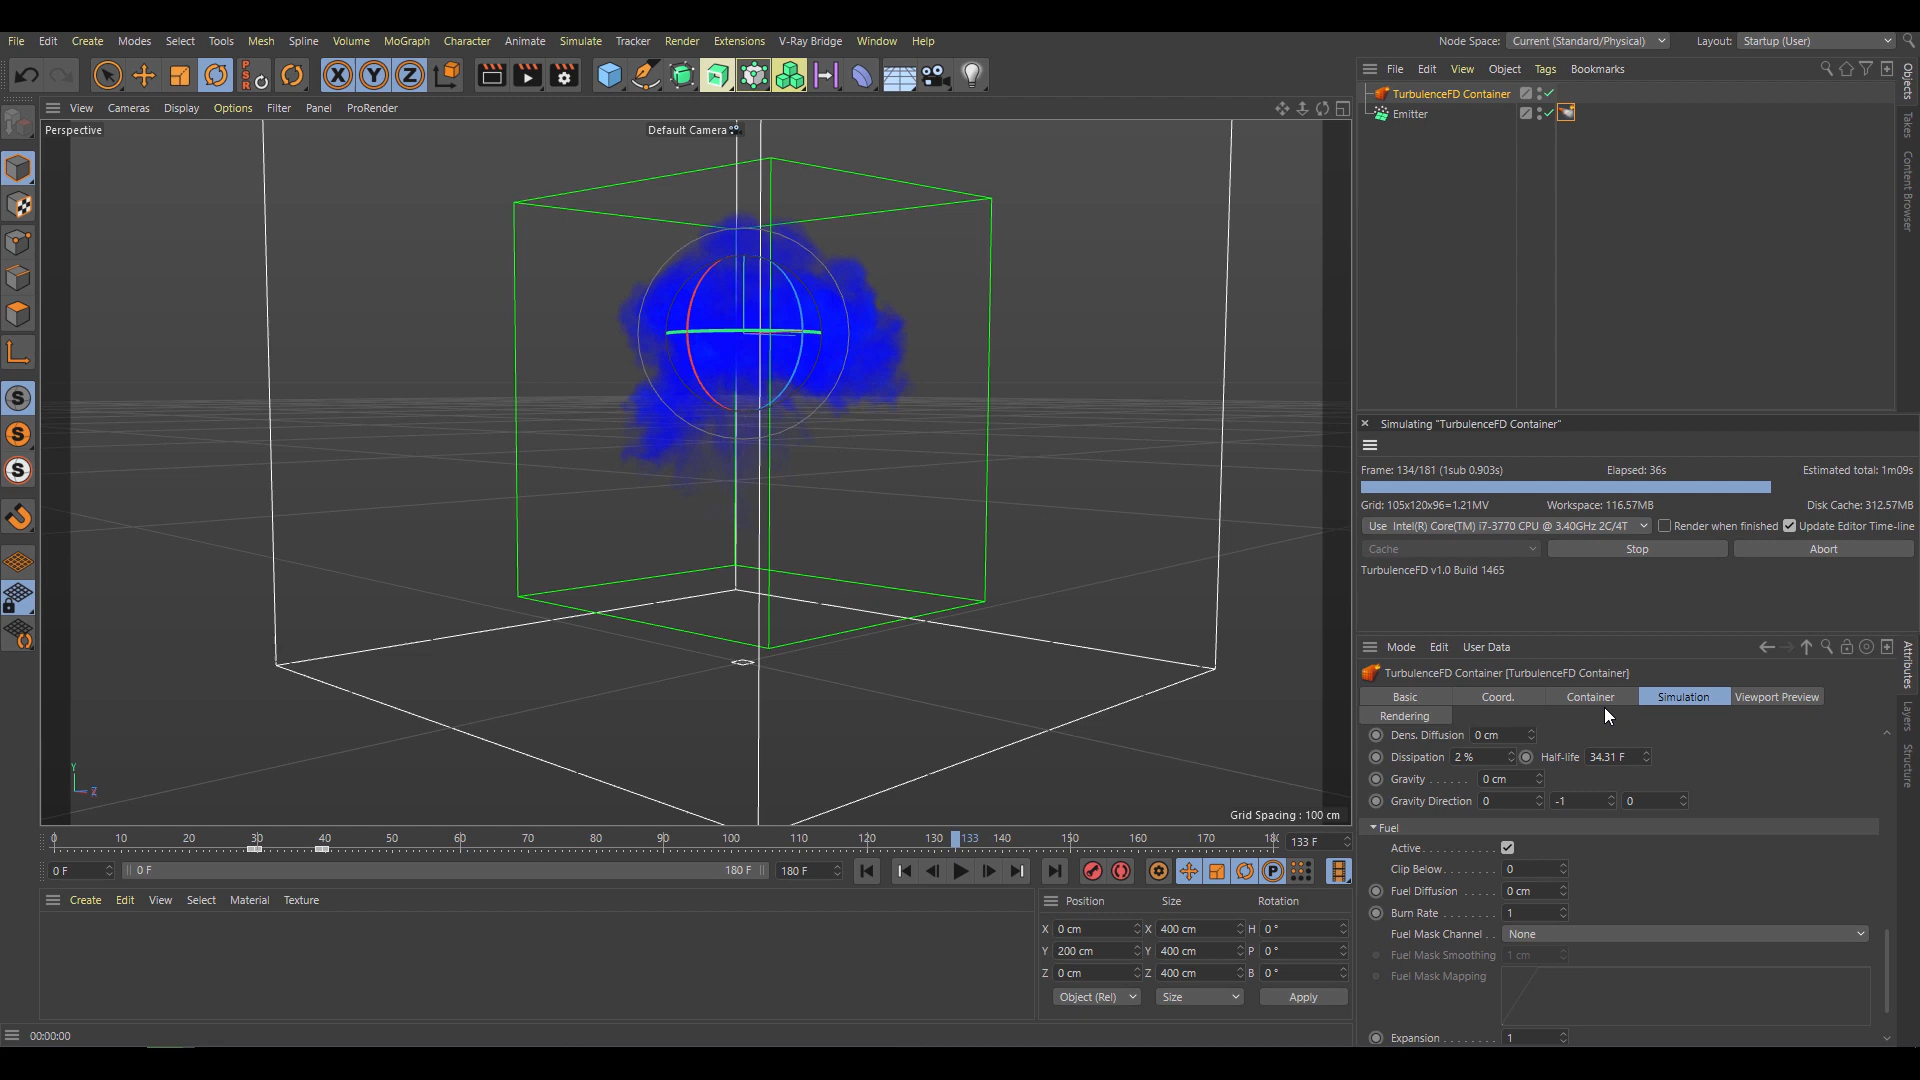 File Edit Create Modes Select Tools Mesh Spline Volume MoGraph Character Animate Simulate Tracker Render Extensions V-Ray Bridge Window Help
Node Space: Current (Standard/Physical) Layout: Startup (User)
P S R X Y Z
File Edit View Object Tags Bookmarks
View Cameras Display Options Filter Panel ProRender
Perspective
Default Camera
TurbulenceFD Container
Emitter
Objects
Takes
Content Browser
Simulating "TurbulenceFD Container"
Frame: 134/181 (1sub 0.903s) Elapsed: 36s Estimated total: 1m09s
Grid: 105x120x96=1.21MV Workspace: 116.57MB Disk Cache: 312.57MB
Use Intel(R) Core(TM) i7-3770 CPU @ 3.40GHz 2C/4T Render when finished Update Editor Time-line
Cache Stop Abort
TurbulenceFD v1.0 Build 1465
Mode Edit User Data
TurbulenceFD Container [TurbulenceFD Container]
Basic Coord. Container Simulation Viewport Preview
Rendering
Dens. Diffusion 0 cm
Dissipation 2 % Half-life 34.31 F
Gravity . . . . . . 0 cm
Gravity Direction 0 -1 0
Fuel
Active. . . . . . . . . .
Clip Below. . . . . . . 0
Fuel Diffusion . . . . . 0 cm
Burn Rate . . . . . . . . 1
Fuel Mask Channel . . None
Fuel Mask Smoothing 1 cm
Fuel Mask Mapping
Expansion . . . . . . . . 1
Attributes
Layers
Structure
S
S
S
Y
Z
Grid Spacing : 100 cm
0 10 20 30 40 50 60 70 80 90 100 110 120 130 133 140 150 160 170 18( 133 F
0 F 0 F 180 F 180 F P
Create Edit View Select Material Texture
Position Size Rotation
X 0 cm X 400 cm H 0 °
Y 200 cm Y 400 cm P 0 °
Z 0 cm Z 400 cm B 0 °
Object (Rel) Size Apply
00:00:00